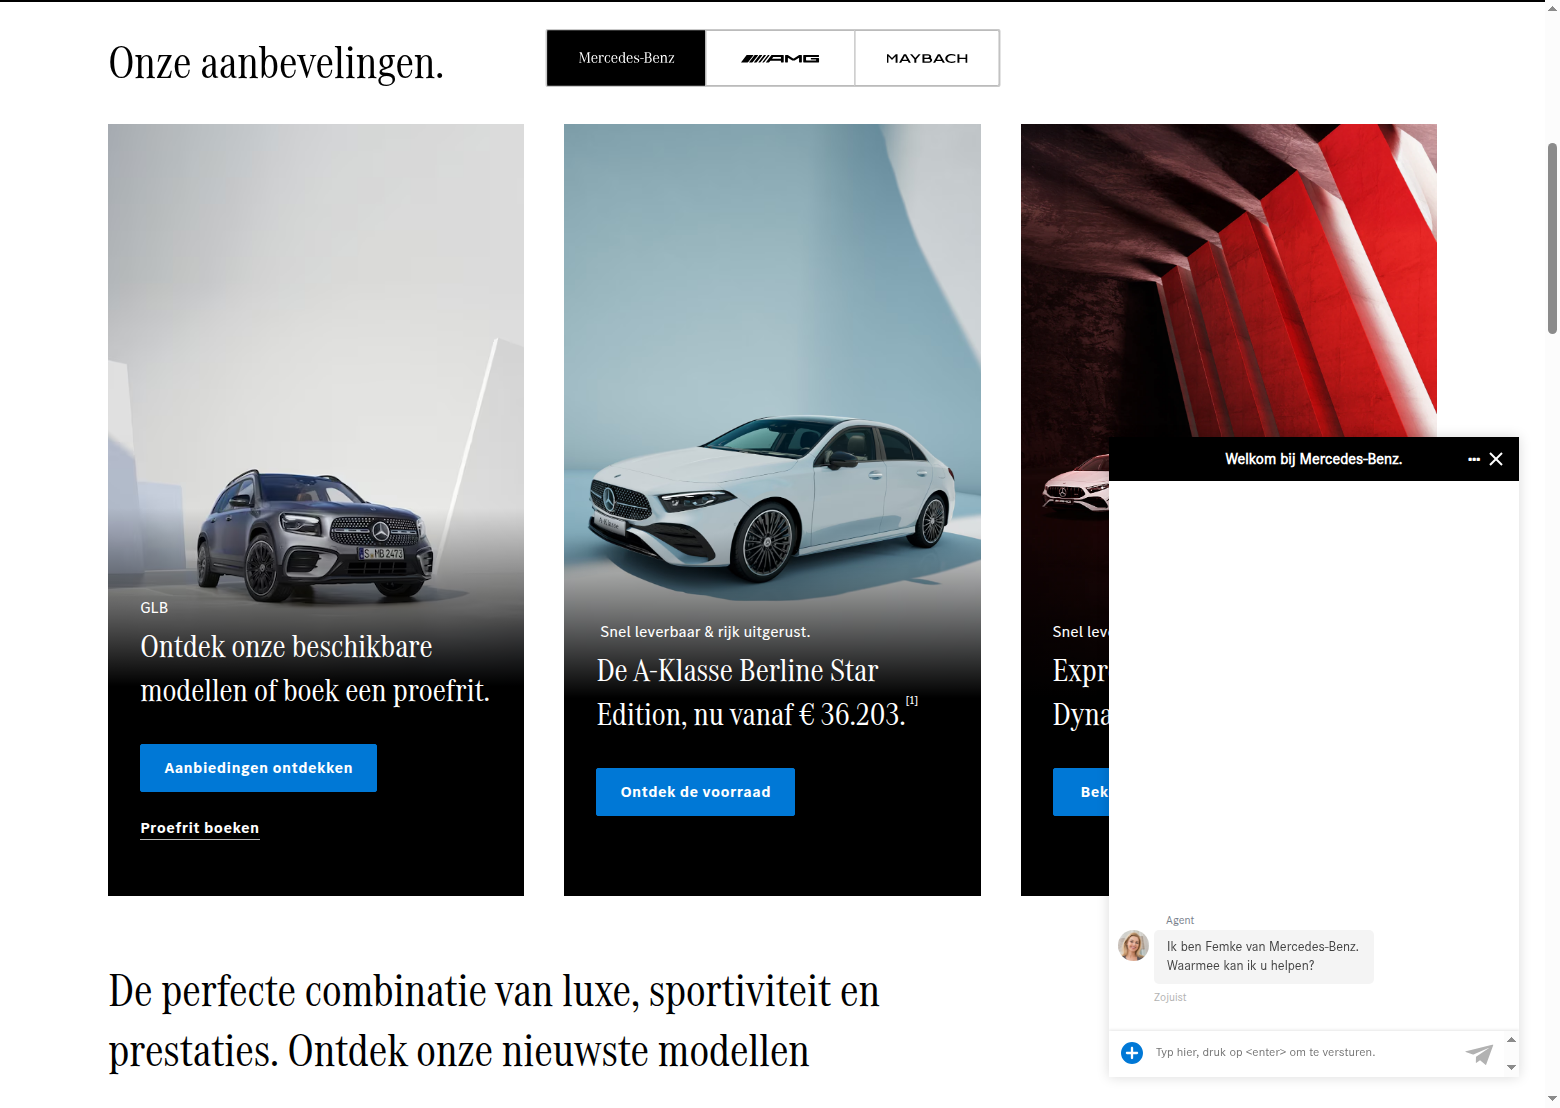 Onze aanbevelingen.
Mercedes-Benz
AMG
MAYBACH
GLB
Ontdek onze beschikbare
modellen of boek een proefrit.
Aanbiedingen ontdekken
Proefrit boeken
A-Klasse
S MB 2473
Snel leverbaar & rijk uitgerust.
De A-Klasse Berline Star
Edition, nu vanaf € 36.203.[1]
Ontdek de voorraad
Snel lev
Expr
Dyna
Bek
Welkom bij Mercedes-Benz.
Agent
Ik ben Femke van Mercedes-Benz.
Waarmee kan ik u helpen?
Zojuist
Typ hier, druk op <enter> om te versturen.
De perfecte combinatie van luxe, sportiviteit en
prestaties. Ontdek onze nieuwste modellen